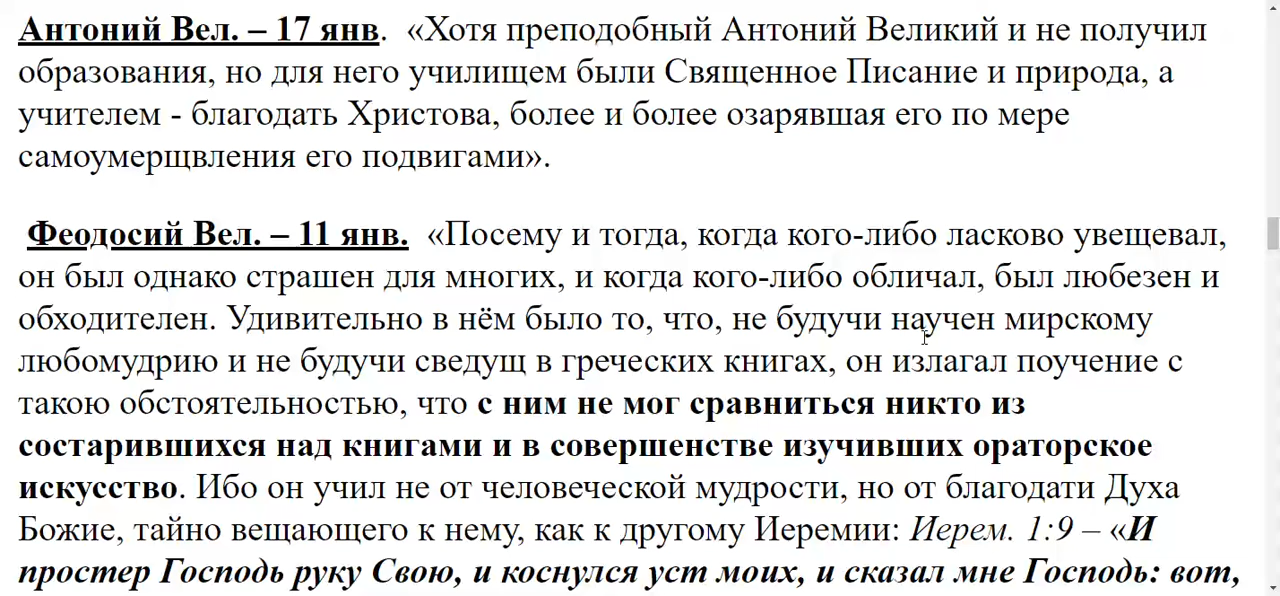 Антоний Вел. – 17 янв.  «Хотя преподобный Антоний Великий и не получил
образования, но для него училищем были Священное Писание и природа, а
учителем - благодать Христова, более и более озарявшая его по мере
самоумерщвления его подвигами».
Феодосий Вел. – 11 янв.  «Посему и тогда, когда кого-либо ласково увещевал,
он был однако страшен для многих, и когда кого-либо обличал, был любезен и
обходителен. Удивительно в нём было то, что, не будучи научен мирскому
любомудрию и не будучи сведущ в греческих книгах, он излагал поучение с
такою обстоятельностью, что с ним не мог сравниться никто из
состарившихся над книгами и в совершенстве изучивших ораторское
искусство. Ибо он учил не от человеческой мудрости, но от благодати Духа
Божие, тайно вещающего к нему, как к другому Иеремии: Иерем. 1:9 – «И
простер Господь руку Свою, и коснулся уст моих, и сказал мне Господь: вот,